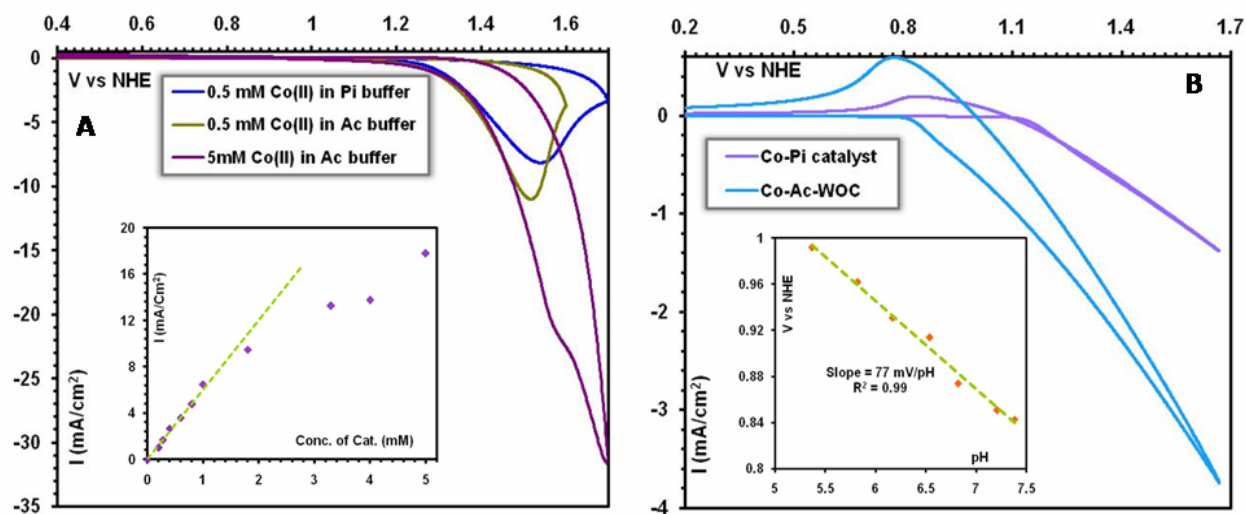 0.4 0.6 0.8 1.0 1.2 1.4 1.6
0
-5
-10
-15
-20
-25
-30
-35
V vs NHE
A
0.5 mM Co(II) in Pi buffer
0.5 mM Co(II) in Ac buffer
5mM Co(II) in Ac buffer
I (mA/cm²)
20
16
12
8
4
0
I (mA/Cm²)
Conc. of Cat. (mM)
0 1 2 3 4 5
0.2 0.5 0.8 1.1 1.4 1.7
0
-1
-2
-3
-4
V vs NHE
B
Co-Pi catalyst
Co-Ac-WOC
I (mA/cm²)
1
0.96
0.92
0.88
0.84
0.8
V vs NHE
Slope = 77 mV/pH
R² = 0.99
pH
5 5.5 6 6.5 7 7.5